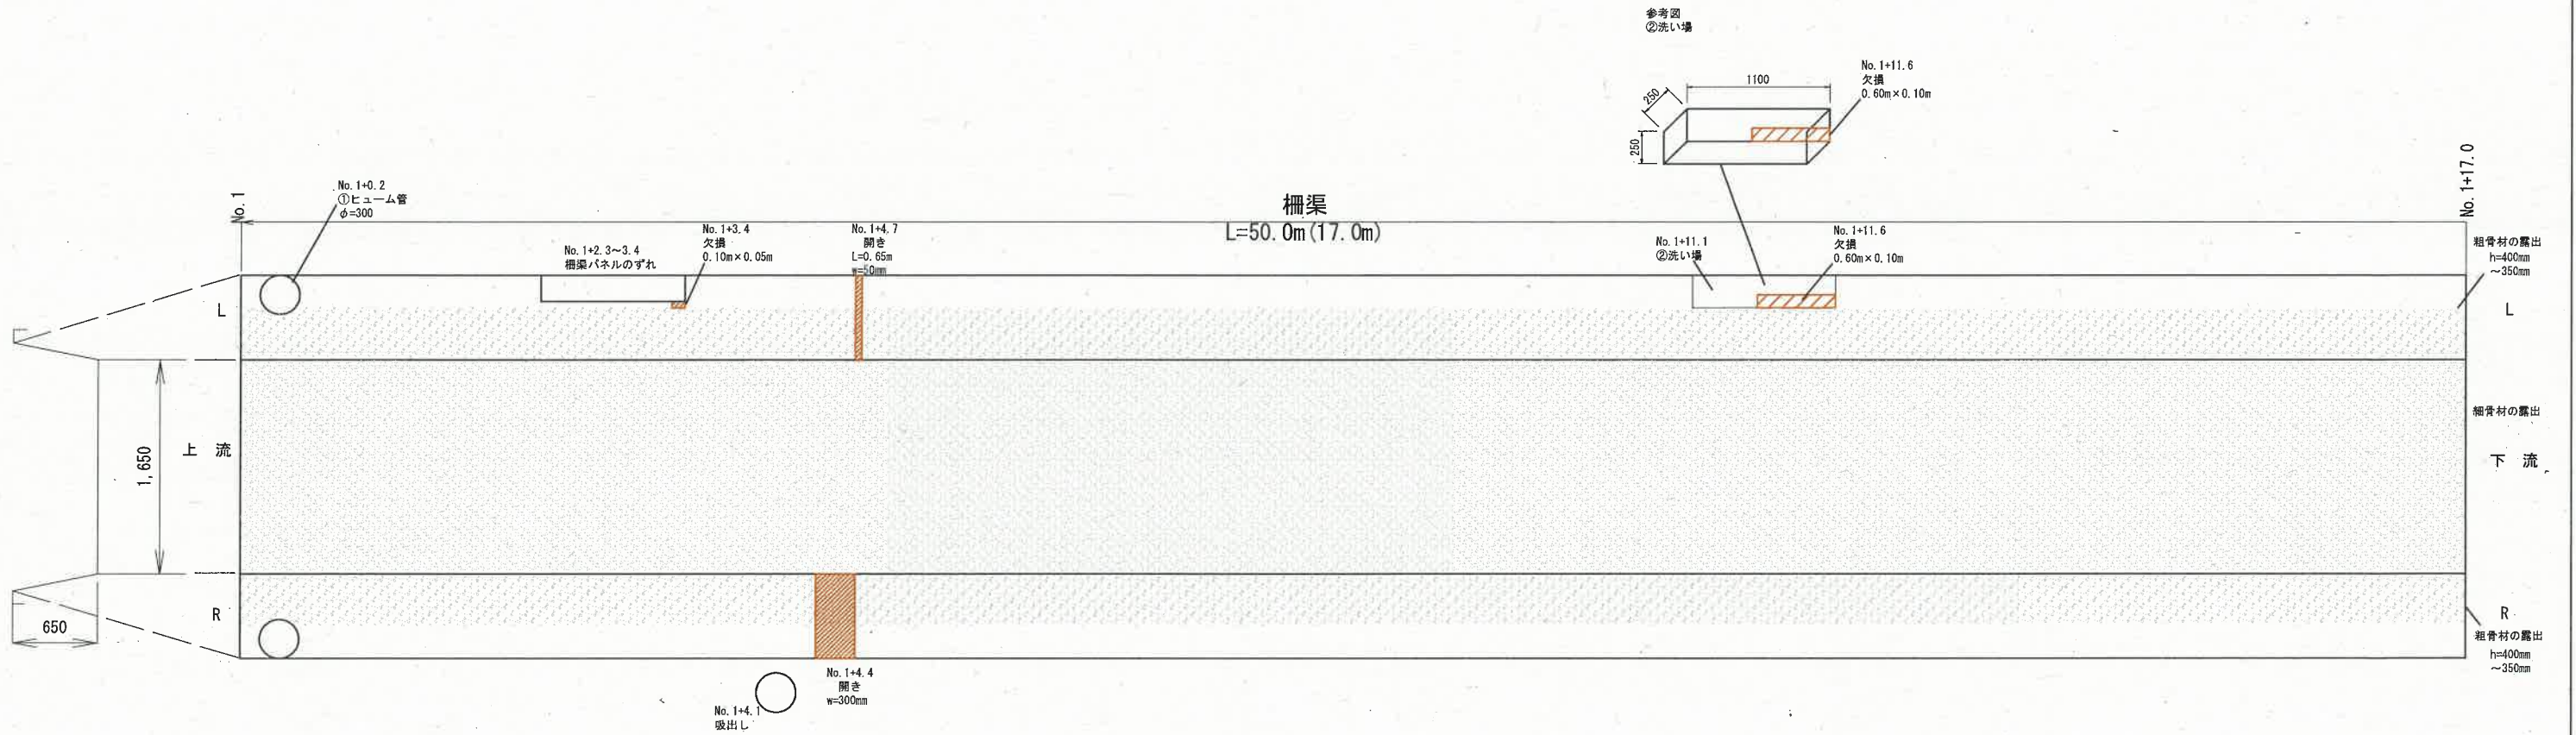 参考図
②洗い場
No.1+11.6
欠損
0.60m×0.10m
1100
250
250
No.1
No.1+17.0
No.1+0.2
①ヒューム管
φ=300
柵渠
L=50.0m(17.0m)
No.1+2.3～3.4
柵渠パネルのずれ
No.1+3.4
欠損
0.10m×0.05m
No.1+4.7
開き
L=0.65m
w=50mm
No.1+11.1
②洗い場
No.1+11.6
欠損
0.60m×0.10m
粗骨材の露出
h=400mm
～350mm
L
L
細骨材の露出
1,650
上 流
下 流
R
R
650
粗骨材の露出
h=400mm
～350mm
No.1+4.4
開き
w=300mm
No.1+4.1
吸出し